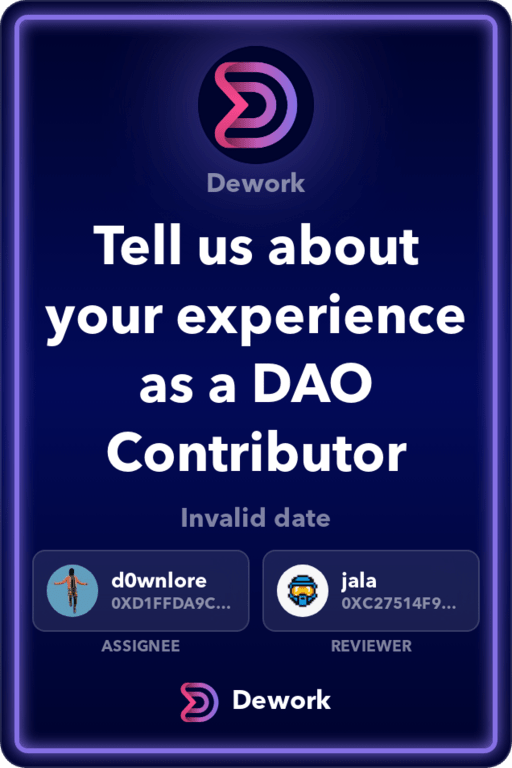 Dework
Tell us about
your experience
as a DAO
Contributor
Invalid date
d0wnlore
0XD1FFDA9C...
ASSIGNEE
jala
0XC27514F9...
REVIEWER
Dework